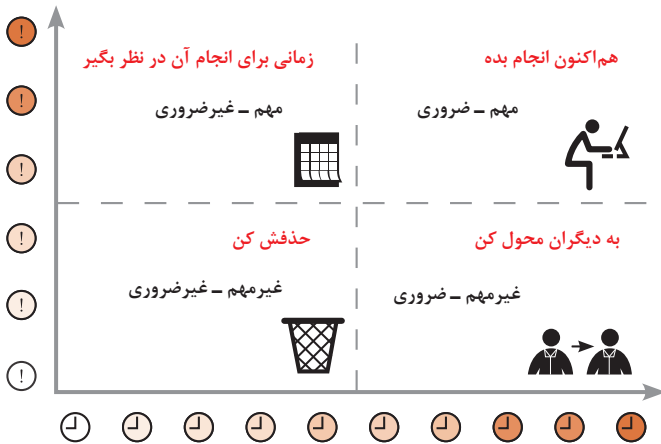 هم‌اکنون انجام بده
مهم ـ ضروری
زمانی برای انجام آن در نظر بگیر
مهم ـ غیرضروری
به دیگران محول کن
غیرمهم ـ ضروری
حذفش کن
غیرمهم ـ غیرضروری